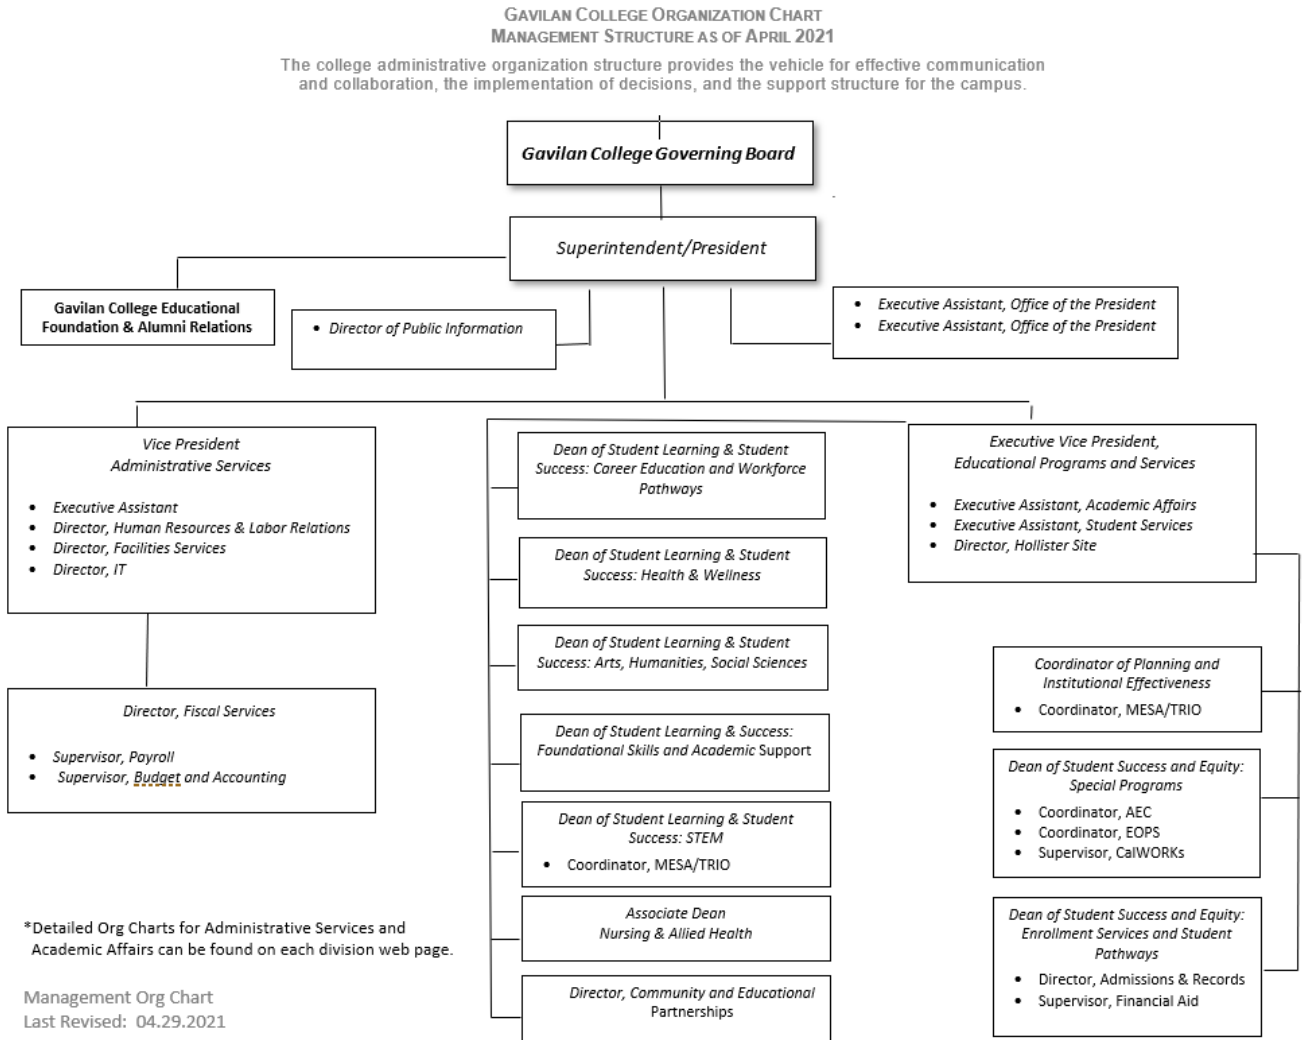 GAVILAN COLLEGE ORGANIZATION CHART
MANAGEMENT STRUCTURE AS OF APRIL 2021
The college administrative organization structure provides the vehicle for effective communication
and collaboration, the implementation of decisions, and the support structure for the campus.
Gavilan College Governing Board
Superintendent/President
Gavilan College Educational
Foundation & Alumni Relations
• Director of Public Information
• Executive Assistant, Office of the President
• Executive Assistant, Office of the President
Vice President
Administrative Services
• Executive Assistant
• Director, Human Resources & Labor Relations
• Director, Facilities Services
• Director, IT
Director, Fiscal Services
• Supervisor, Payroll
• Supervisor, Budget and Accounting
Dean of Student Learning & Student
Success: Career Education and Workforce
Pathways
Dean of Student Learning & Student
Success: Health & Wellness
Dean of Student Learning & Student
Success: Arts, Humanities, Social Sciences
Dean of Student Learning & Success:
Foundational Skills and Academic Support
Dean of Student Learning & Student
Success: STEM
• Coordinator, MESA/TRIO
Associate Dean
Nursing & Allied Health
Director, Community and Educational
Partnerships
Executive Vice President,
Educational Programs and Services
• Executive Assistant, Academic Affairs
• Executive Assistant, Student Services
• Director, Hollister Site
Coordinator of Planning and
Institutional Effectiveness
• Coordinator, MESA/TRIO
Dean of Student Success and Equity:
Special Programs
• Coordinator, AEC
• Coordinator, EOPS
• Supervisor, CalWORKs
Dean of Student Success and Equity:
Enrollment Services and Student
Pathways
• Director, Admissions & Records
• Supervisor, Financial Aid
*Detailed Org Charts for Administrative Services and
Academic Affairs can be found on each division web page.
Management Org Chart
Last Revised: 04.29.2021